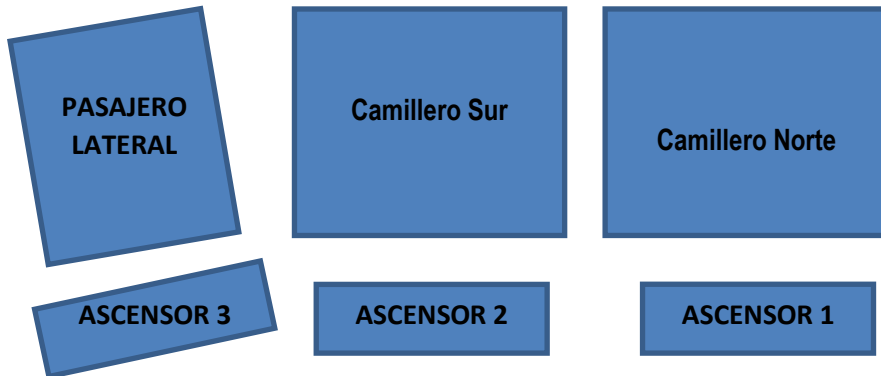 PASAJERO
LATERAL
Camillero Sur
Camillero Norte
ASCENSOR 3
ASCENSOR 2
ASCENSOR 1